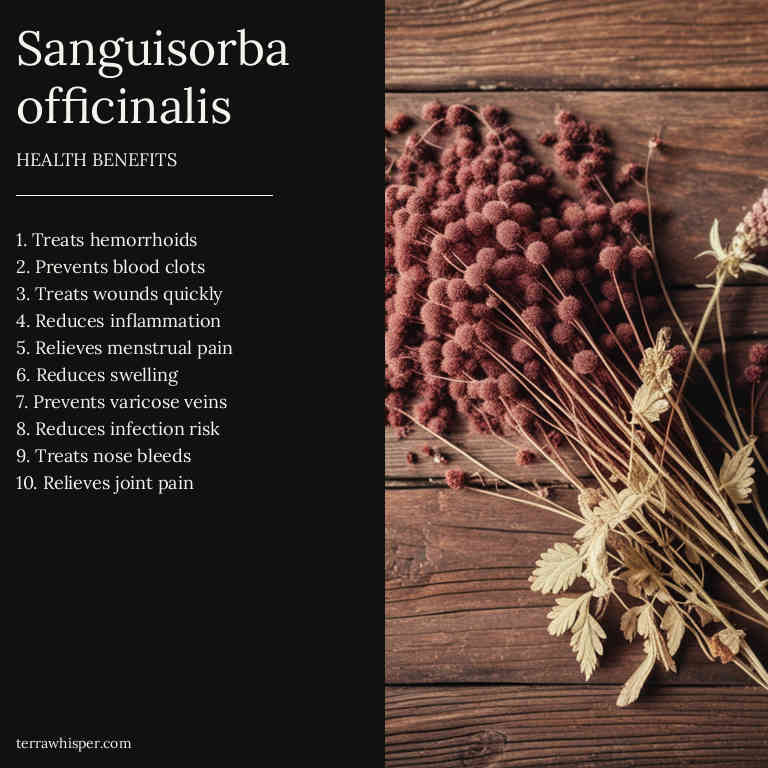 Sanguisorba
officinalis
HEALTH BENEFITS
1. Treats hemorrhoids
2. Prevents blood clots
3. Treats wounds quickly
4. Reduces inflammation
5. Relieves menstrual pain
6. Reduces swelling
7. Prevents varicose veins
8. Reduces infection risk
9. Treats nose bleeds
10. Relieves joint pain
terrawhisper.com